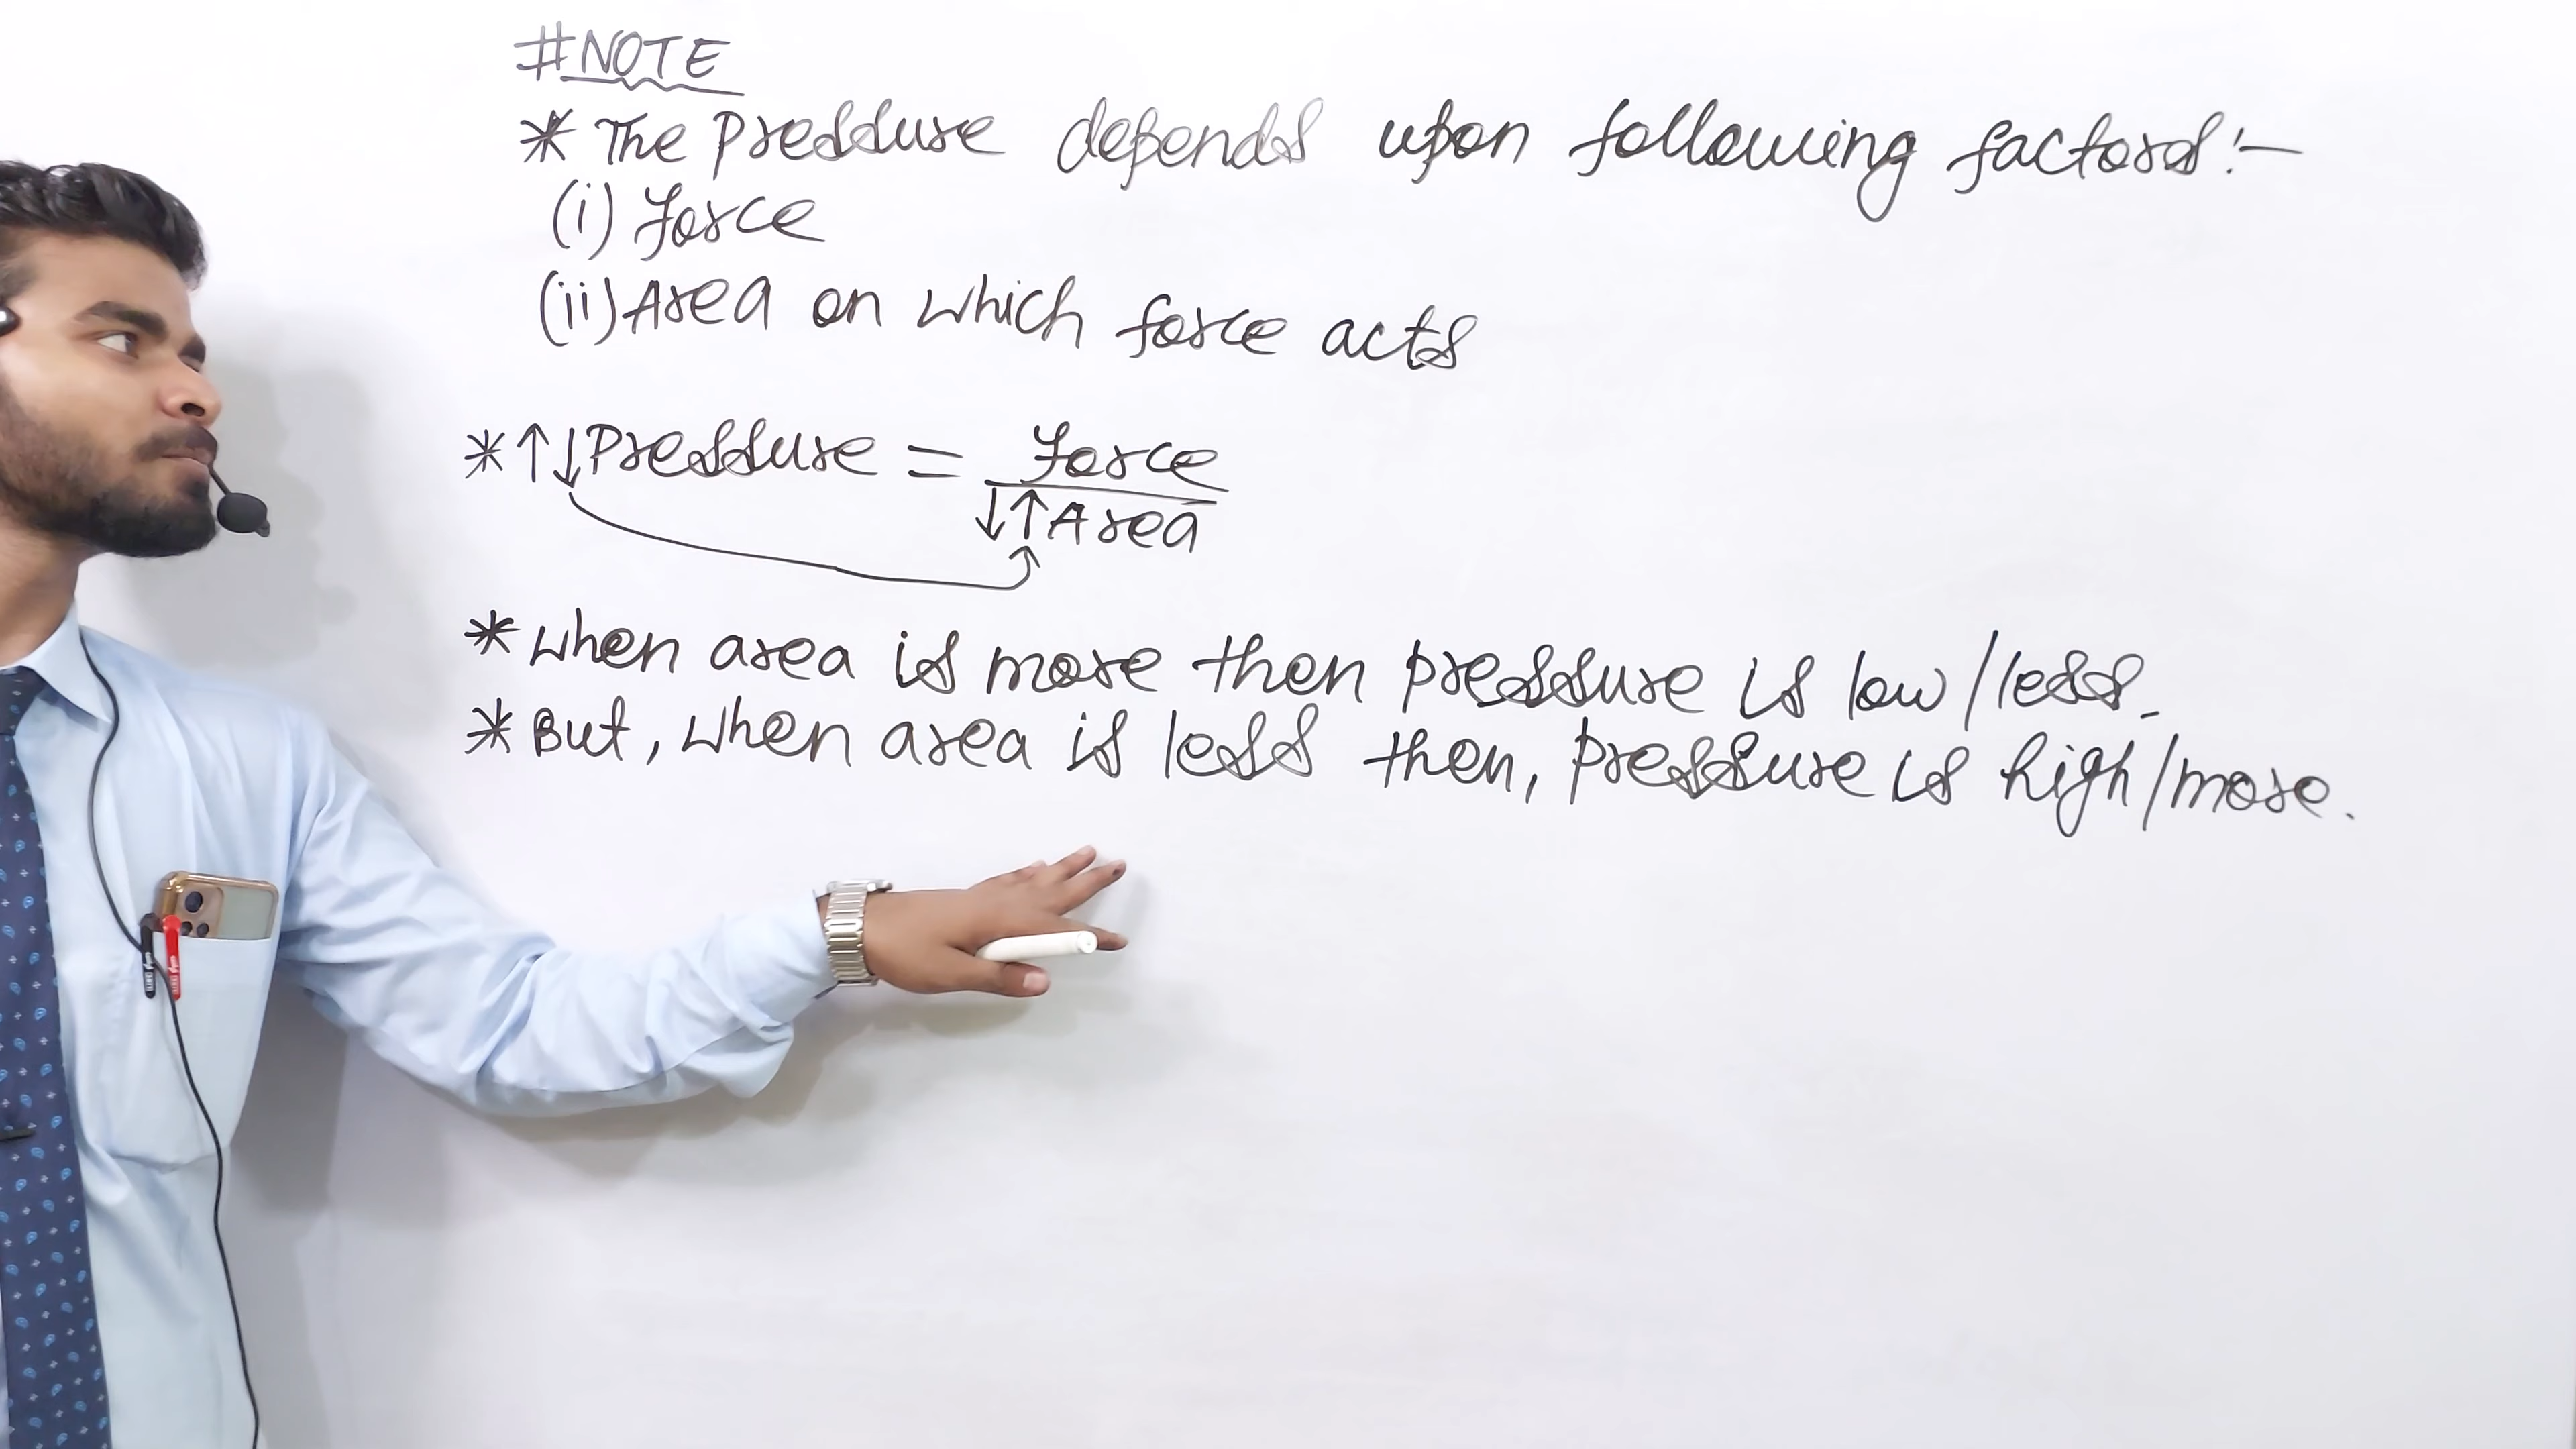 #NOTE
* The Pressure depends upon following factors:-
(i) Force
(ii) Area on which force acts
* ↑↓ Pressure = Force
↓↑ Area
* When area is more then pressure is low/less.
* But, when area is less then, pressure is high/more.